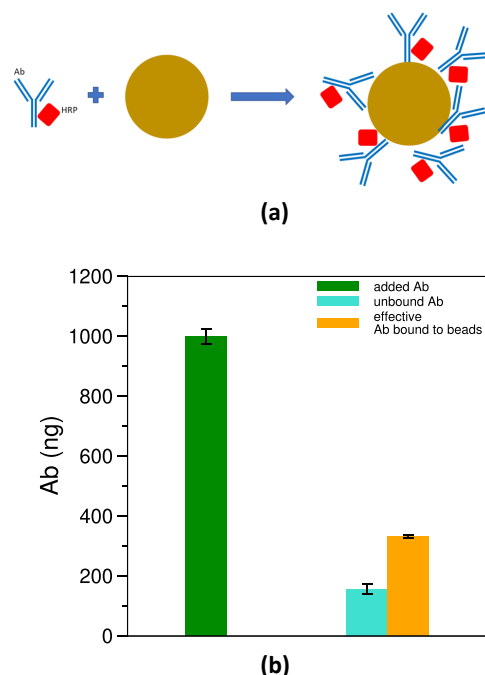 Ab
HRP
(a)
1200
1000
800
600
400
200
0
Ab (ng)
added Ab
unbound Ab
effective
Ab bound to beads
(b)